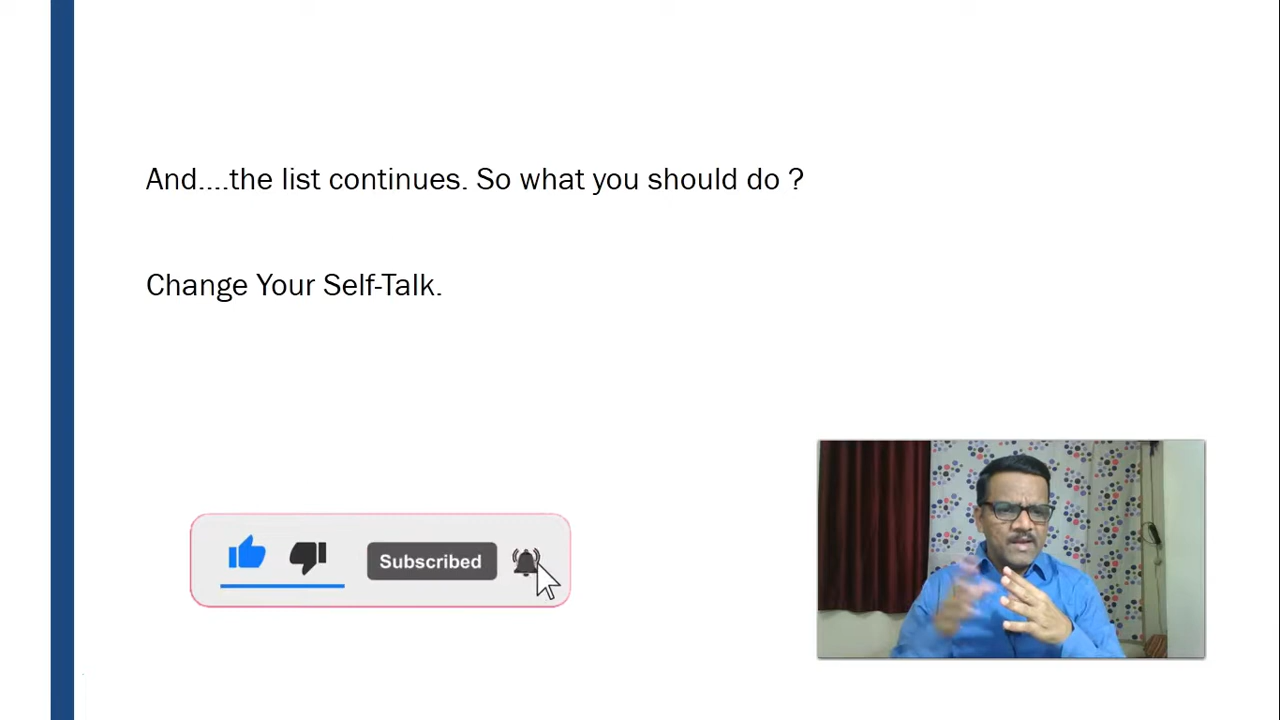 And....the list continues. So what you should do ?
Change Your Self-Talk.
Subscribed